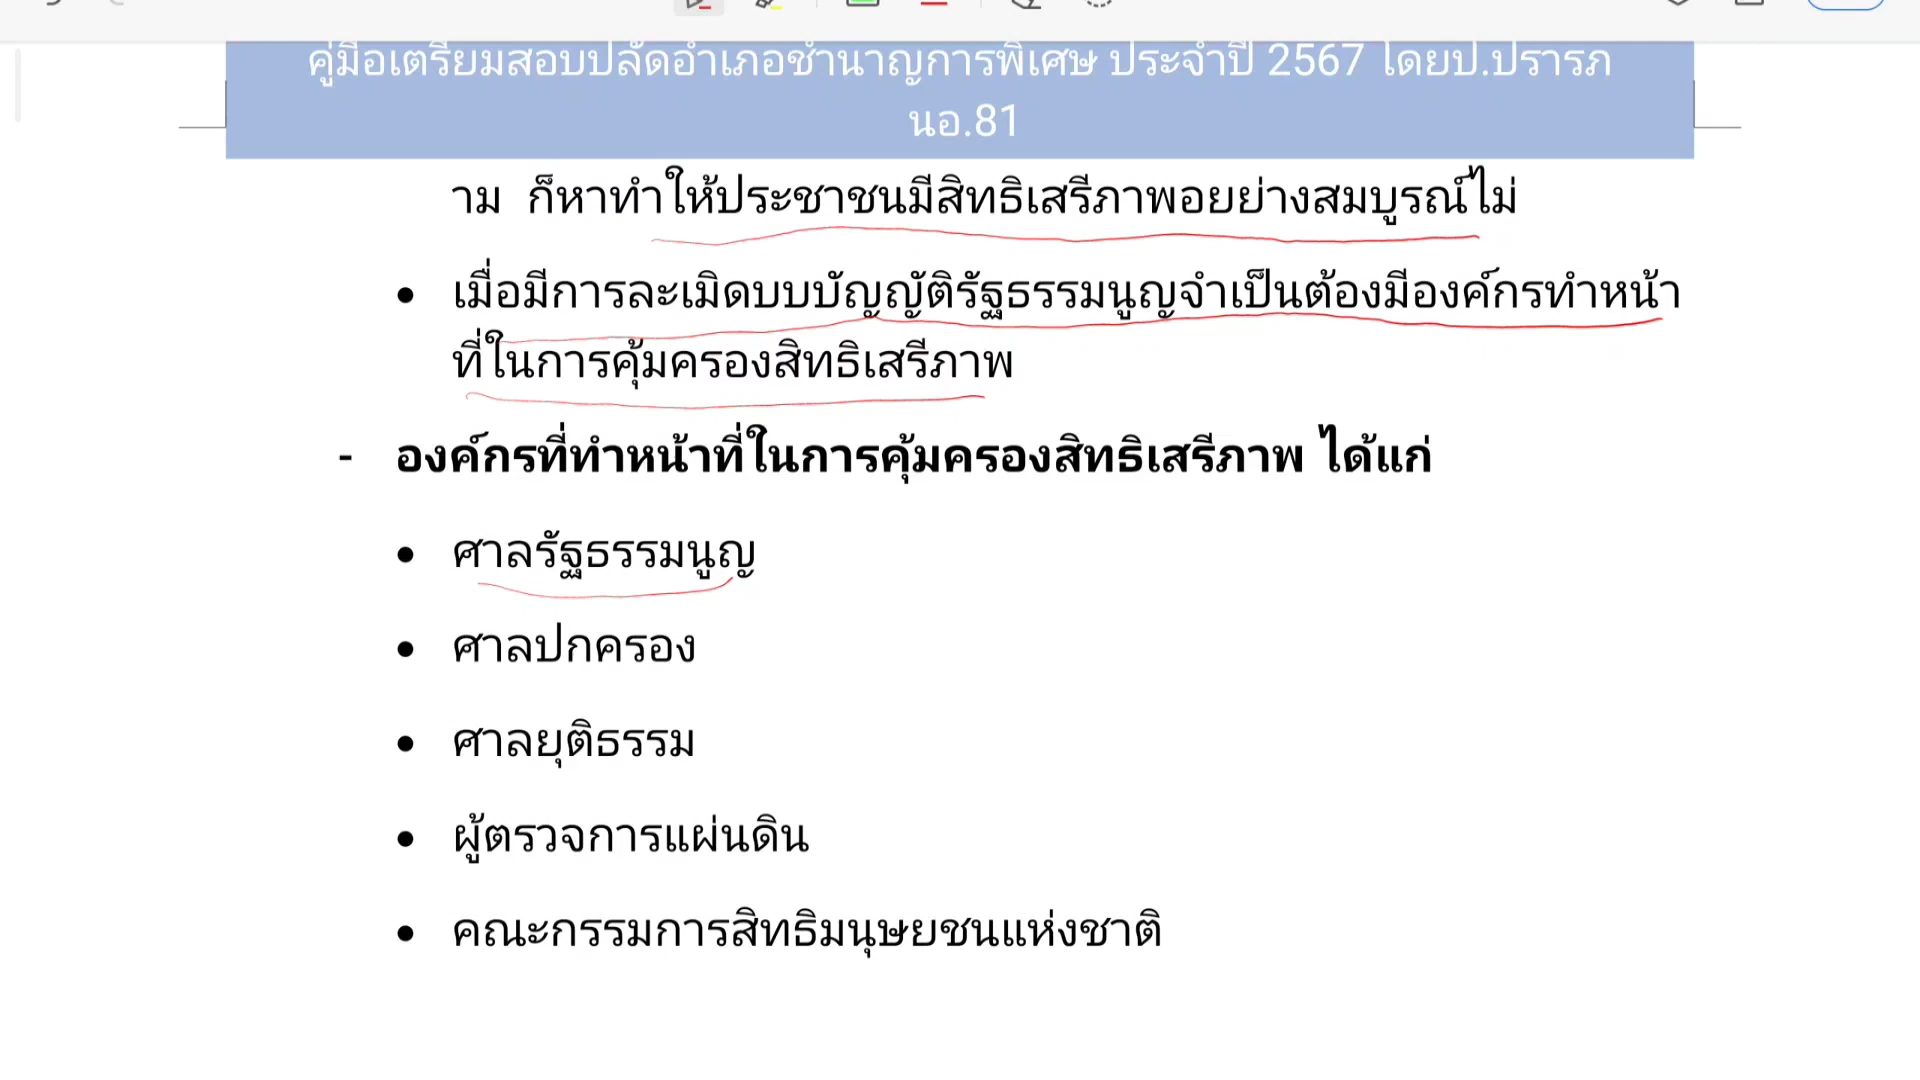 คู่มือเตรียมสอบปลัดอำเภอชำนาญการพิเศษ ประจำปี 2567 โดยป.ปรารภ
นอ.81
าม ก็หาทำให้ประชาชนมีสิทธิเสรีภาพอยย่างสมบูรณ์ไม่
• เมื่อมีการละเมิดบบบัญญัติรัฐธรรมนูญจำเป็นต้องมีองค์กรทำหน้า
ที่ในการคุ้มครองสิทธิเสรีภาพ
- องค์กรที่ทำหน้าที่ในการคุ้มครองสิทธิเสรีภาพ ได้แก่
• ศาลรัฐธรรมนูญ
• ศาลปกครอง
• ศาลยุติธรรม
• ผู้ตรวจการแผ่นดิน
• คณะกรรมการสิทธิมนุษยชนแห่งชาติ